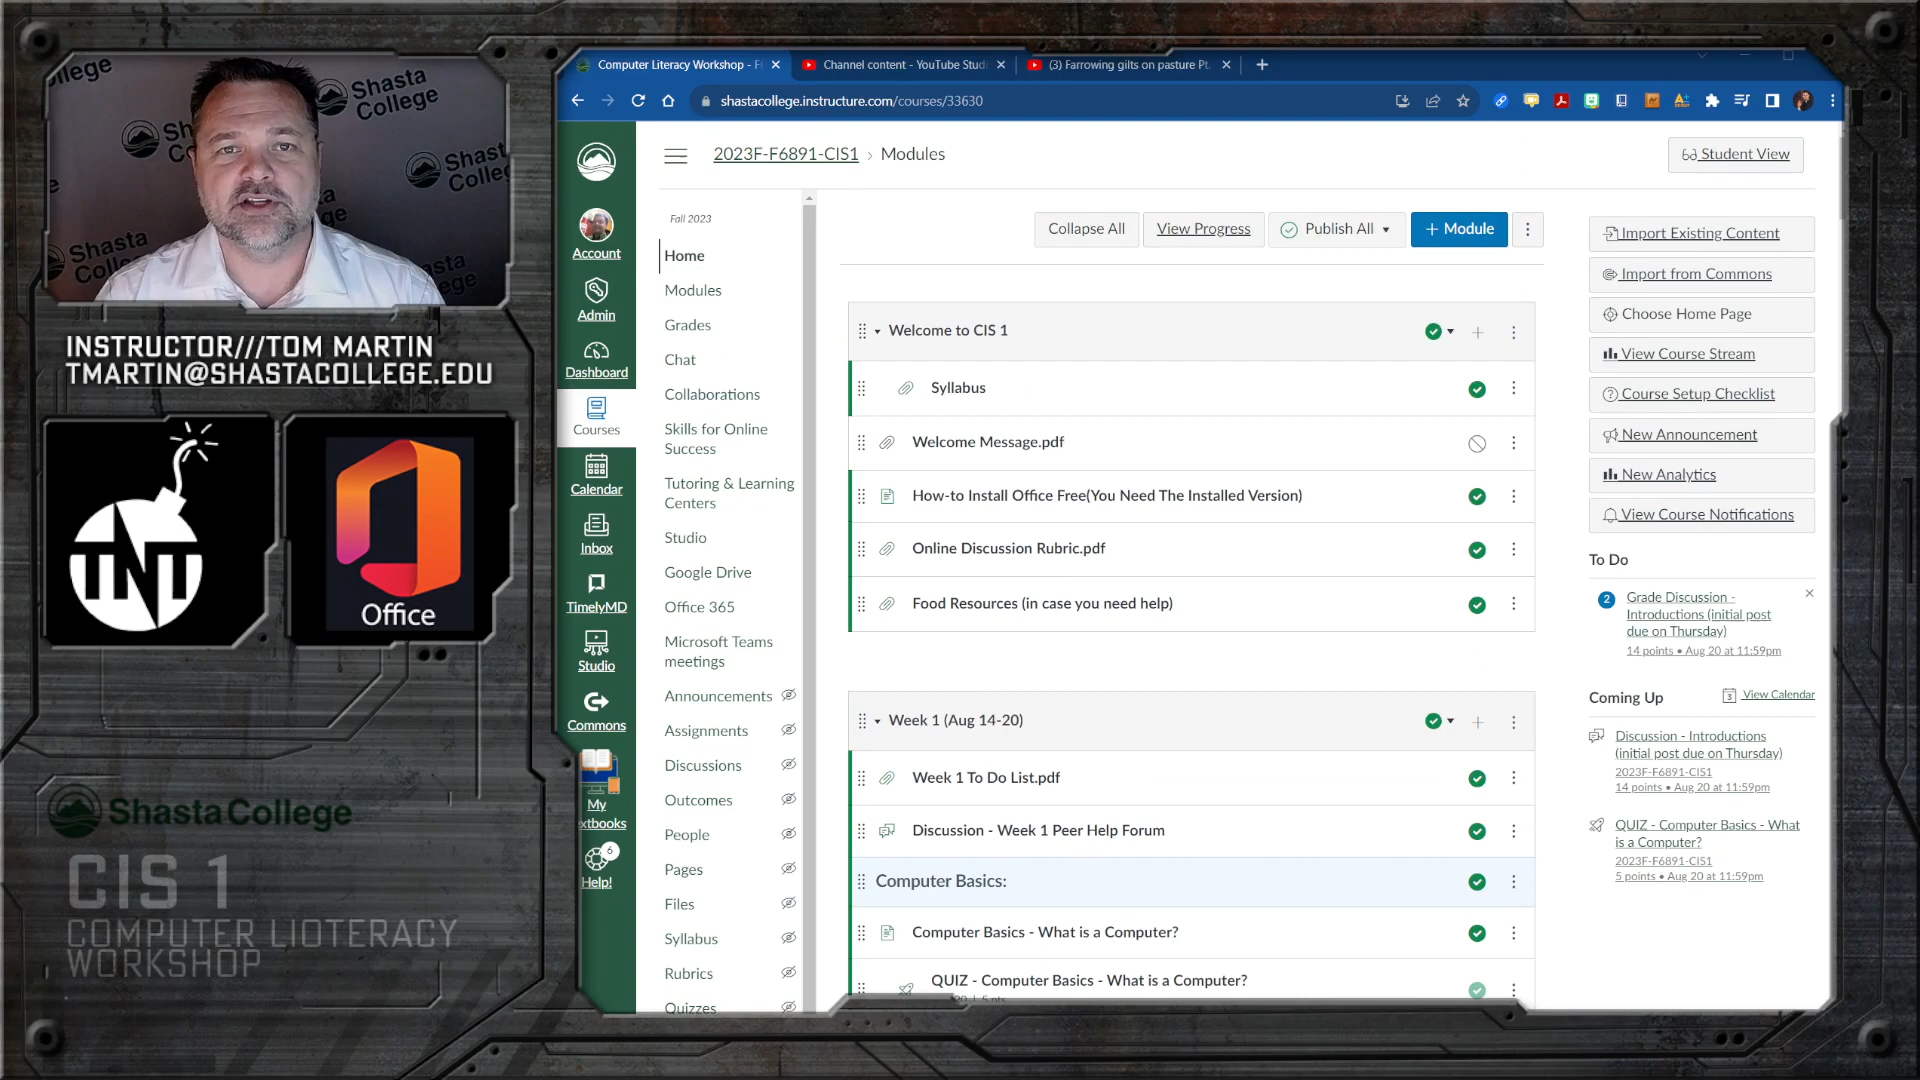 llege
Shasta
College
INSTRUCTOR///TOM MARTIN
TMARTIN@SHASTACOLLEGE.EDU
TNT
Office
ShastaCollege
CIS 1
COMPUTER LIOTERACY
WORKSHOP
Computer Literacy Workshop - F
Channel content - YouTube Studi
(3) Farrowing gilts on pasture Pt.
shastacollege.instructure.com/courses/33630
Account
Admin
Dashboard
Courses
Calendar
Inbox
TimelyMD
Studio
Commons
My
extbooks
6
Help!
2023F-F6891-CIS1 › Modules
Student View
Fall 2023
Home
Modules
Grades
Chat
Collaborations
Skills for Online
Success
Tutoring & Learning
Centers
Studio
Google Drive
Office 365
Microsoft Teams
meetings
Announcements
Assignments
Discussions
Outcomes
People
Pages
Files
Syllabus
Rubrics
Quizzes
Collapse All
View Progress
Publish All
+ Module
Welcome to CIS 1
Syllabus
Welcome Message.pdf
How-to Install Office Free(You Need The Installed Version)
Online Discussion Rubric.pdf
Food Resources (in case you need help)
Week 1 (Aug 14-20)
Week 1 To Do List.pdf
Discussion - Week 1 Peer Help Forum
Computer Basics:
Computer Basics - What is a Computer?
QUIZ - Computer Basics - What is a Computer?
Import Existing Content
Import from Commons
Choose Home Page
View Course Stream
Course Setup Checklist
New Announcement
New Analytics
View Course Notifications
To Do
2
Grade Discussion -
Introductions (initial post
due on Thursday)
14 points • Aug 20 at 11:59pm
Coming Up
View Calendar
Discussion - Introductions
(initial post due on Thursday)
2023F-F6891-CIS1
14 points • Aug 20 at 11:59pm
QUIZ - Computer Basics - What
is a Computer?
2023F-F6891-CIS1
5 points • Aug 20 at 11:59pm